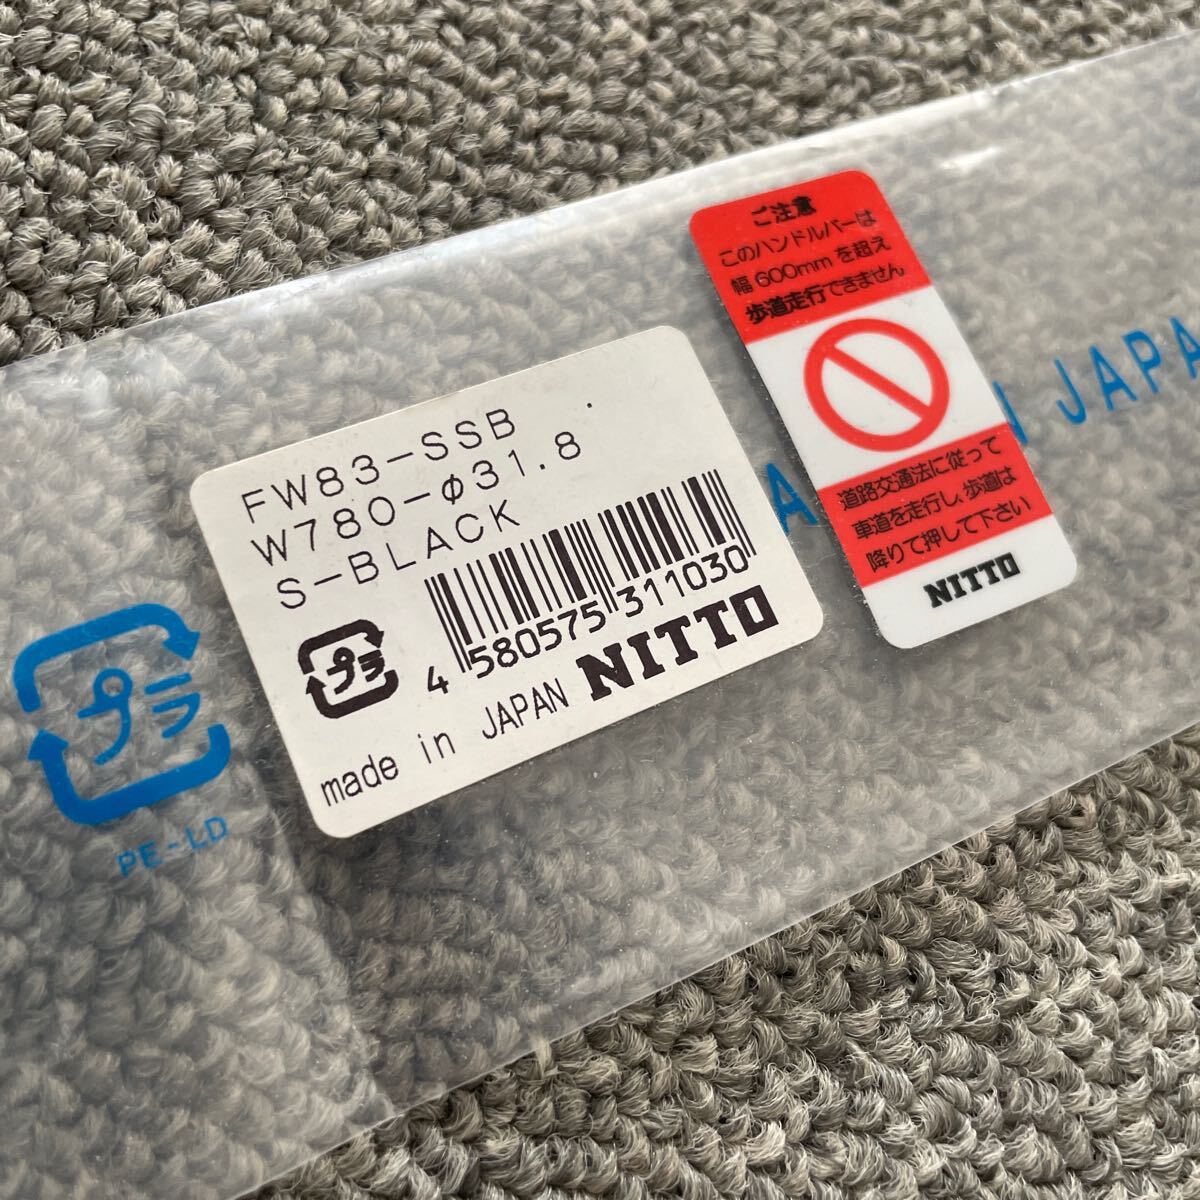 FW83-SSB
W780-φ31.8
S-BLACK
4 580575 311030
プラ
made in JAPAN NITTO
ご注意
このハンドルバーは
幅600mmを超え
歩道走行できません
道路交通法に従って
車道を走行し、歩道は
降りて押して下さい
NITTO
プラ
PE-LD
JAPA